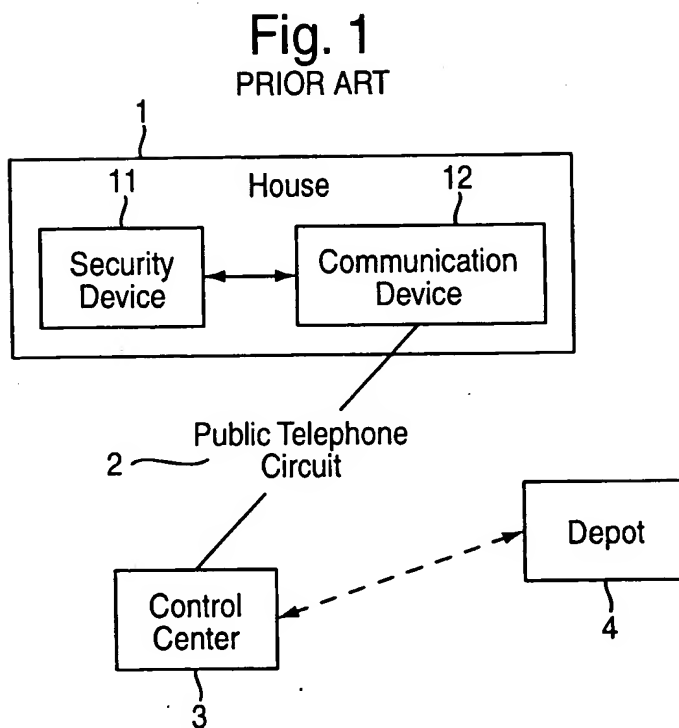 Fig. 1
PRIOR ART
1
11
House
12
Security
Device
Communication
Device
2
Public Telephone
Circuit
Depot
4
Control
Center
3